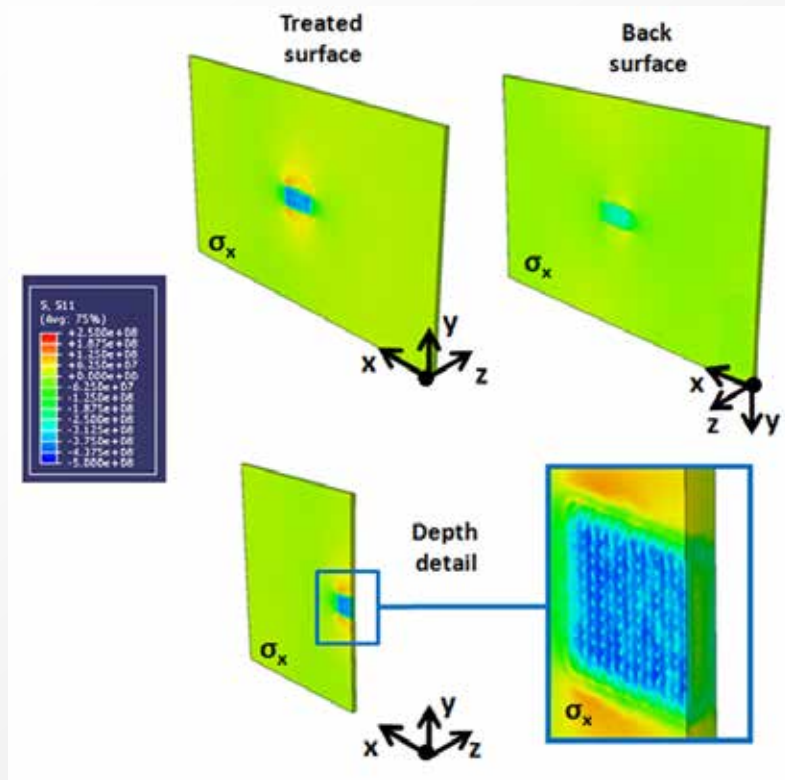 Treated
surface
Back
surface
σx
σx
S, S11
(Avg: 75%)
+2.500e+08
+1.875e+08
+1.250e+08
+6.250e+07
+0.000e+00
-6.250e+07
-1.250e+08
-1.875e+08
-2.500e+08
-3.125e+08
-3.750e+08
-4.375e+08
-5.000e+08
y
x
z
x
z
y
Depth
detail
σx
σx
y
x
z